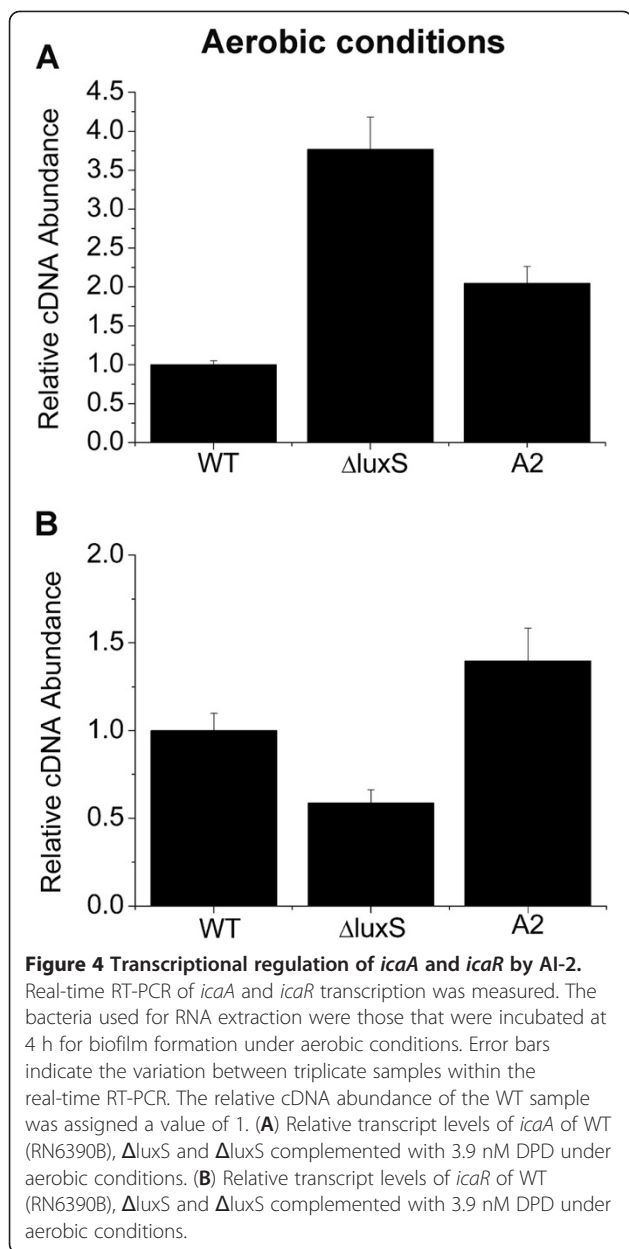 Aerobic conditions
A
Relative cDNA Abundance
4.5
4.0
3.5
3.0
2.5
2.0
1.5
1.0
0.5
0.0
WT
ΔluxS
A2
B
Relative cDNA Abundance
2.0
1.5
1.0
0.5
0.0
WT
ΔluxS
A2
Figure 4 Transcriptional regulation of icaA and icaR by AI-2.
Real-time RT-PCR of icaA and icaR transcription was measured. The
bacteria used for RNA extraction were those that were incubated at
4 h for biofilm formation under aerobic conditions. Error bars
indicate the variation between triplicate samples within the
real-time RT-PCR. The relative cDNA abundance of the WT sample
was assigned a value of 1. (A) Relative transcript levels of icaA of WT
(RN6390B), ΔluxS and ΔluxS complemented with 3.9 nM DPD under
aerobic conditions. (B) Relative transcript levels of icaR of WT
(RN6390B), ΔluxS and ΔluxS complemented with 3.9 nM DPD under
aerobic conditions.